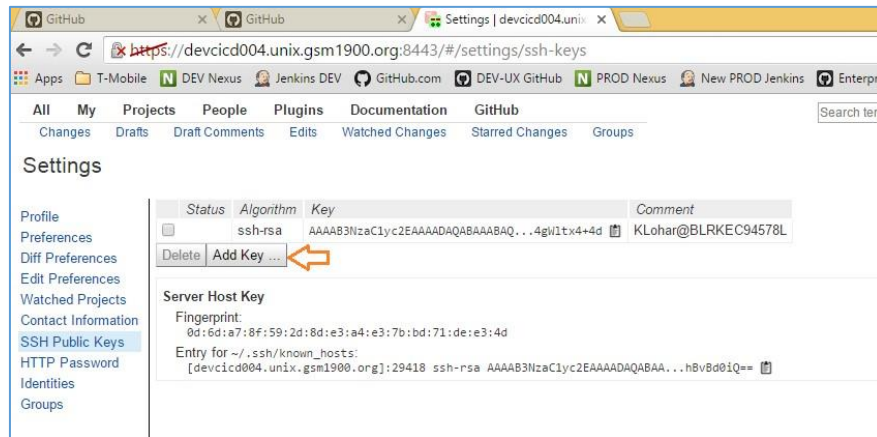 GitHub GitHub Settings | devcicd004.unix
https://devcicd004.unix.gsm1900.org:8443/#/settings/ssh-keys
Apps T-Mobile DEV Nexus Jenkins DEV GitHub.com DEV-UX GitHub PROD Nexus New PROD Jenkins Enterpr
All My Projects People Plugins Documentation GitHub
Search ter
Changes Drafts Draft Comments Edits Watched Changes Starred Changes Groups
Settings
Profile
Preferences
Diff Preferences
Edit Preferences
Watched Projects
Contact Information
SSH Public Keys
HTTP Password
Identities
Groups
Status Algorithm Key Comment
ssh-rsa AAAAB3NzaC1yc2EAAAADAQABAAABAQ...4gWltx4+4d KLohar@BLRKEC94578L
Delete Add Key ...
Server Host Key
Fingerprint:
0d:6d:a7:8f:59:2d:8d:e3:a4:e3:7b:bd:71:de:e3:4d
Entry for ~/.ssh/known_hosts:
[devcicd004.unix.gsm1900.org]:29418 ssh-rsa AAAAB3NzaC1yc2EAAAADAQABAA...hBvBd0iQ==